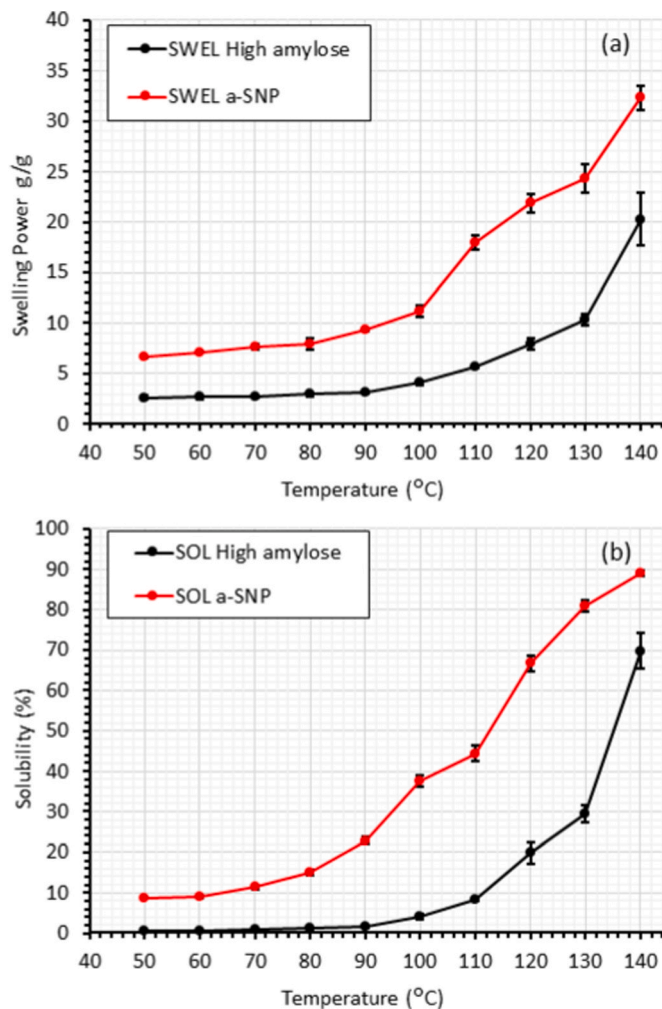 40
(a)
SWEL High amylose
35
SWEL a-SNP
30
25
20
15
10
5
0
Swelling Power g/g
40 50 60 70 80 90 100 110 120 130 140
Temperature (°C)
100
(b)
SOL High amylose
90
SOL a-SNP
80
70
60
50
40
30
20
10
0
Solubility (%)
40 50 60 70 80 90 100 110 120 130 140
Temperature (°C)